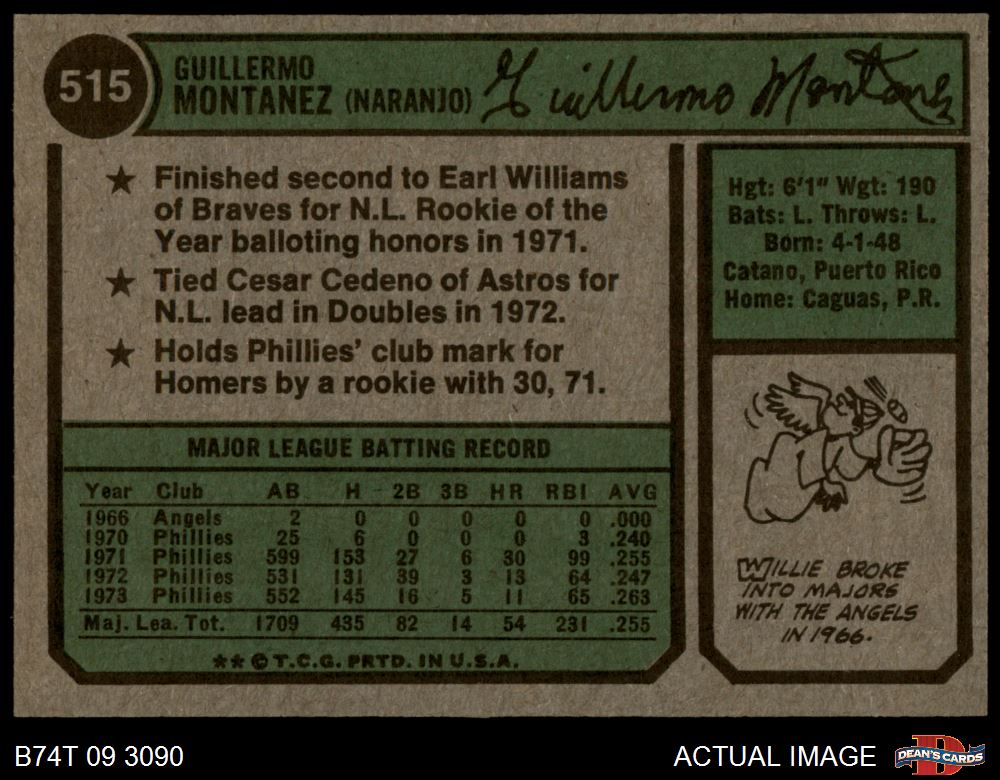 515
GUILLERMO
MONTANEZ (NARANJO)
Guillermo Montanez
★ Finished second to Earl Williams
of Braves for N.L. Rookie of the
Year balloting honors in 1971.
★ Tied Cesar Cedeno of Astros for
N.L. lead in Doubles in 1972.
★ Holds Phillies' club mark for
Homers by a rookie with 30, 71.
MAJOR LEAGUE BATTING RECORD
Year Club AB H 2B 3B HR RBI AVG
1966 Angels 2 0 0 0 0 0 .000
1970 Phillies 25 6 0 0 0 3 .240
1971 Phillies 599 153 27 6 30 99 .255
1972 Phillies 531 131 39 3 13 64 .247
1973 Phillies 552 145 16 5 11 65 .263
Maj. Lea. Tot. 1709 435 82 14 54 231 .255
★★ © T.C.G. PRTD. IN U.S.A.
Hgt: 6'1" Wgt: 190
Bats: L. Throws: L.
Born: 4-1-48
Catano, Puerto Rico
Home: Caguas, P.R.
WILLIE BROKE
INTO MAJORS
WITH THE ANGELS
IN 1966.
B74T 09 3090
ACTUAL IMAGE
D
DEAN'S CARDS